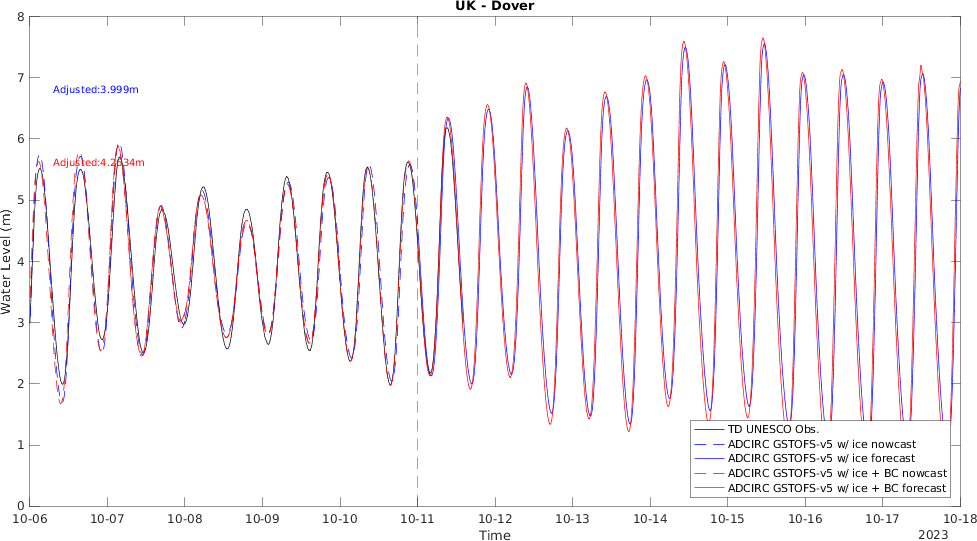 UK - Dover
8
7
6
5
4
3
2
1
0
Water Level (m)
Adjusted:3.999m
Adjusted:4.2534m
TD UNESCO Obs.
ADCIRC GSTOFS-v5 w/ ice nowcast
ADCIRC GSTOFS-v5 w/ ice forecast
ADCIRC GSTOFS-v5 w/ ice + BC nowcast
ADCIRC GSTOFS-v5 w/ ice + BC forecast
10-06 10-07 10-08 10-09 10-10 10-11 10-12 10-13 10-14 10-15 10-16 10-17 10-18
Time
2023